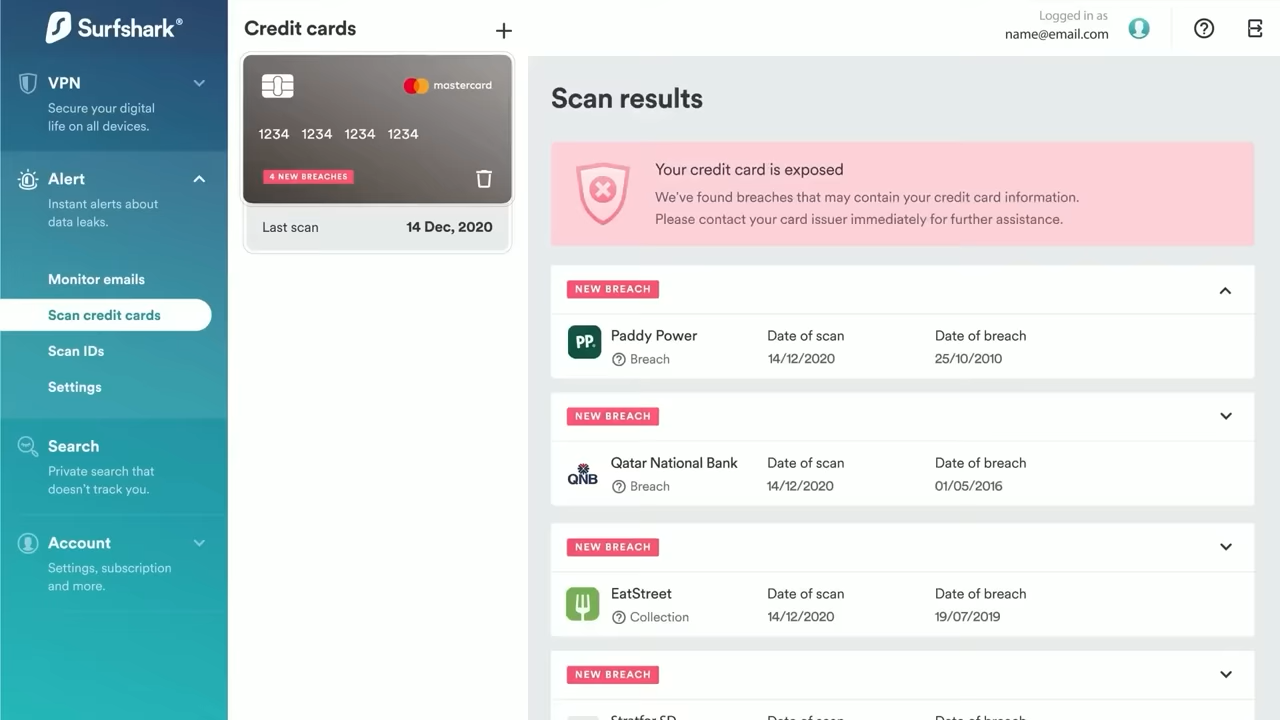 Surfshark®
VPN
Secure your digital
life on all devices.
Alert
Instant alerts about
data leaks.
Monitor emails
Scan credit cards
Scan IDs
Settings
Search
Private search that
doesn't track you.
Account
Settings, subscription
and more.
Credit cards
mastercard
1234 1234 1234 1234
4 NEW BREACHES
Last scan 14 Dec, 2020
Logged in as
name@email.com
Scan results
Your credit card is exposed
We've found breaches that may contain your credit card information.
Please contact your card issuer immediately for further assistance.
NEW BREACH
PP.
Paddy Power Date of scan Date of breach
Breach 14/12/2020 25/10/2010
NEW BREACH
QNB
Qatar National Bank Date of scan Date of breach
Breach 14/12/2020 01/05/2016
NEW BREACH
EatStreet Date of scan Date of breach
Collection 14/12/2020 19/07/2019
NEW BREACH
Date of scan Date of breach